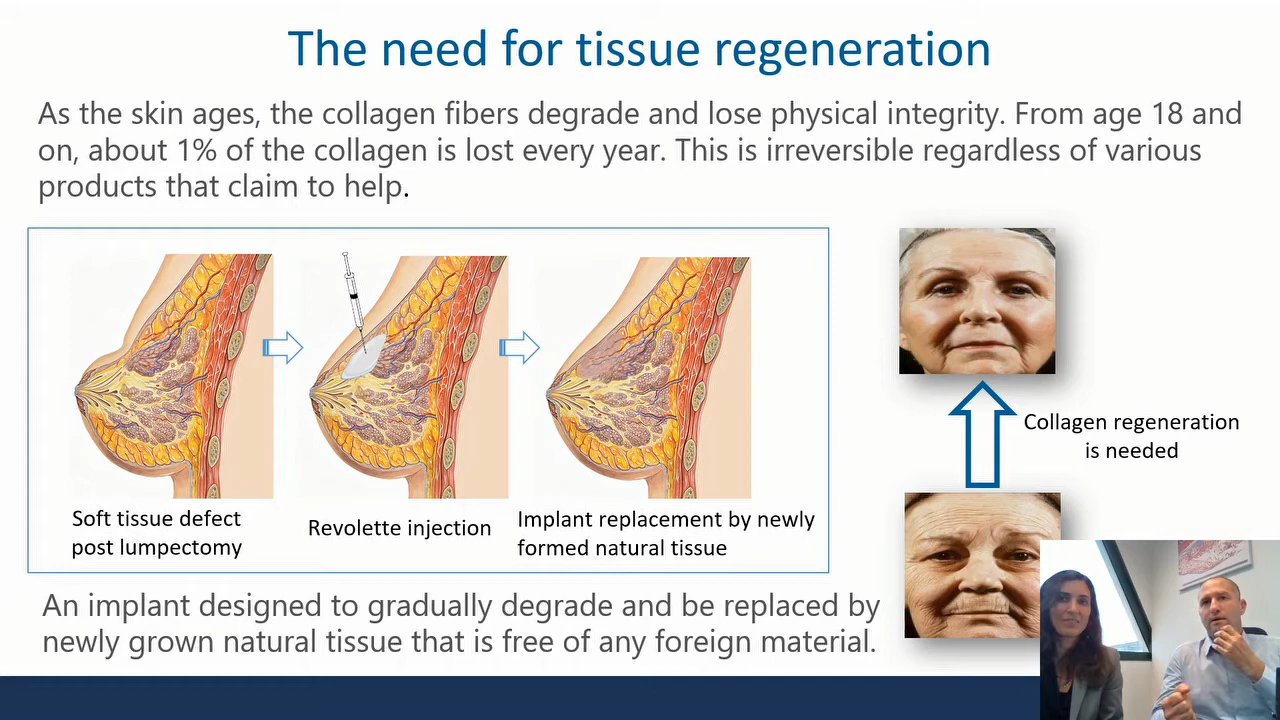 The need for tissue regeneration
As the skin ages, the collagen fibers degrade and lose physical integrity. From age 18 and
on, about 1% of the collagen is lost every year. This is irreversible regardless of various
products that claim to help.
Soft tissue defect
post lumpectomy
Revolette injection
Implant replacement by newly
formed natural tissue
Collagen regeneration
is needed
An implant designed to gradually degrade and be replaced by
newly grown natural tissue that is free of any foreign material.